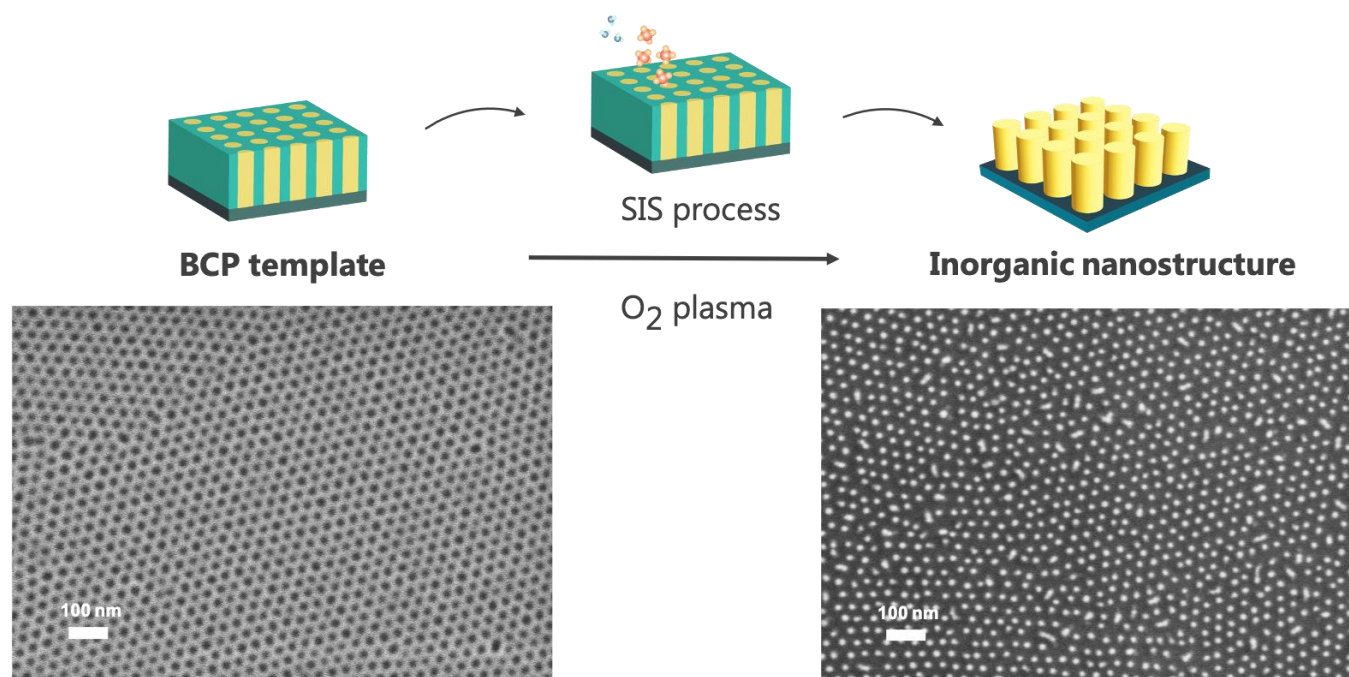 SIS process
BCP template
Inorganic nanostructure
O2 plasma
100 nm
100 nm